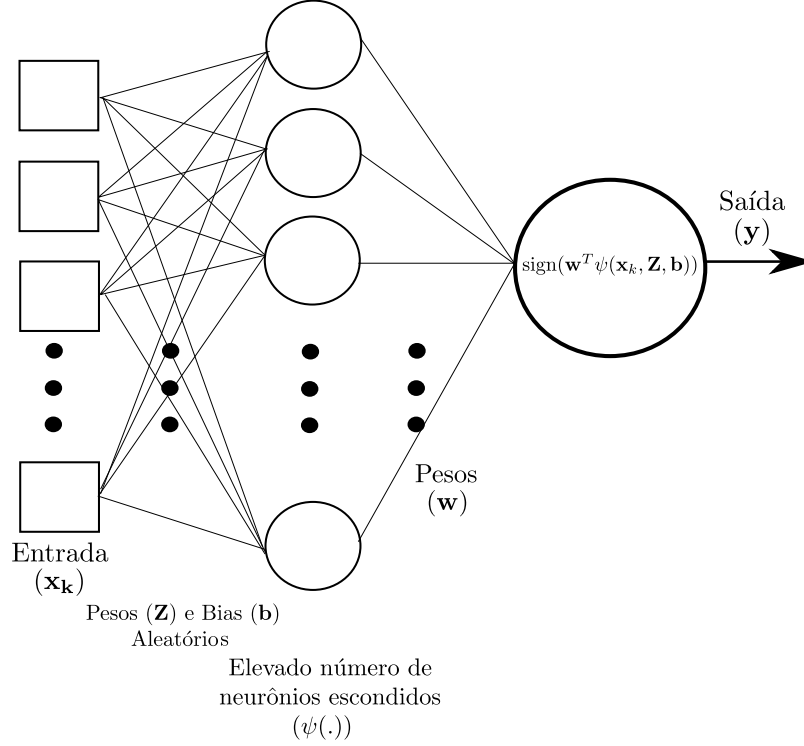 Saída
(y)
sign(w^T ψ(x_k, Z, b))
Pesos
(w)
Entrada
(x_k)
Pesos (Z) e Bias (b)
Aleatórios
Elevado número de
neurônios escondidos
(ψ(.))